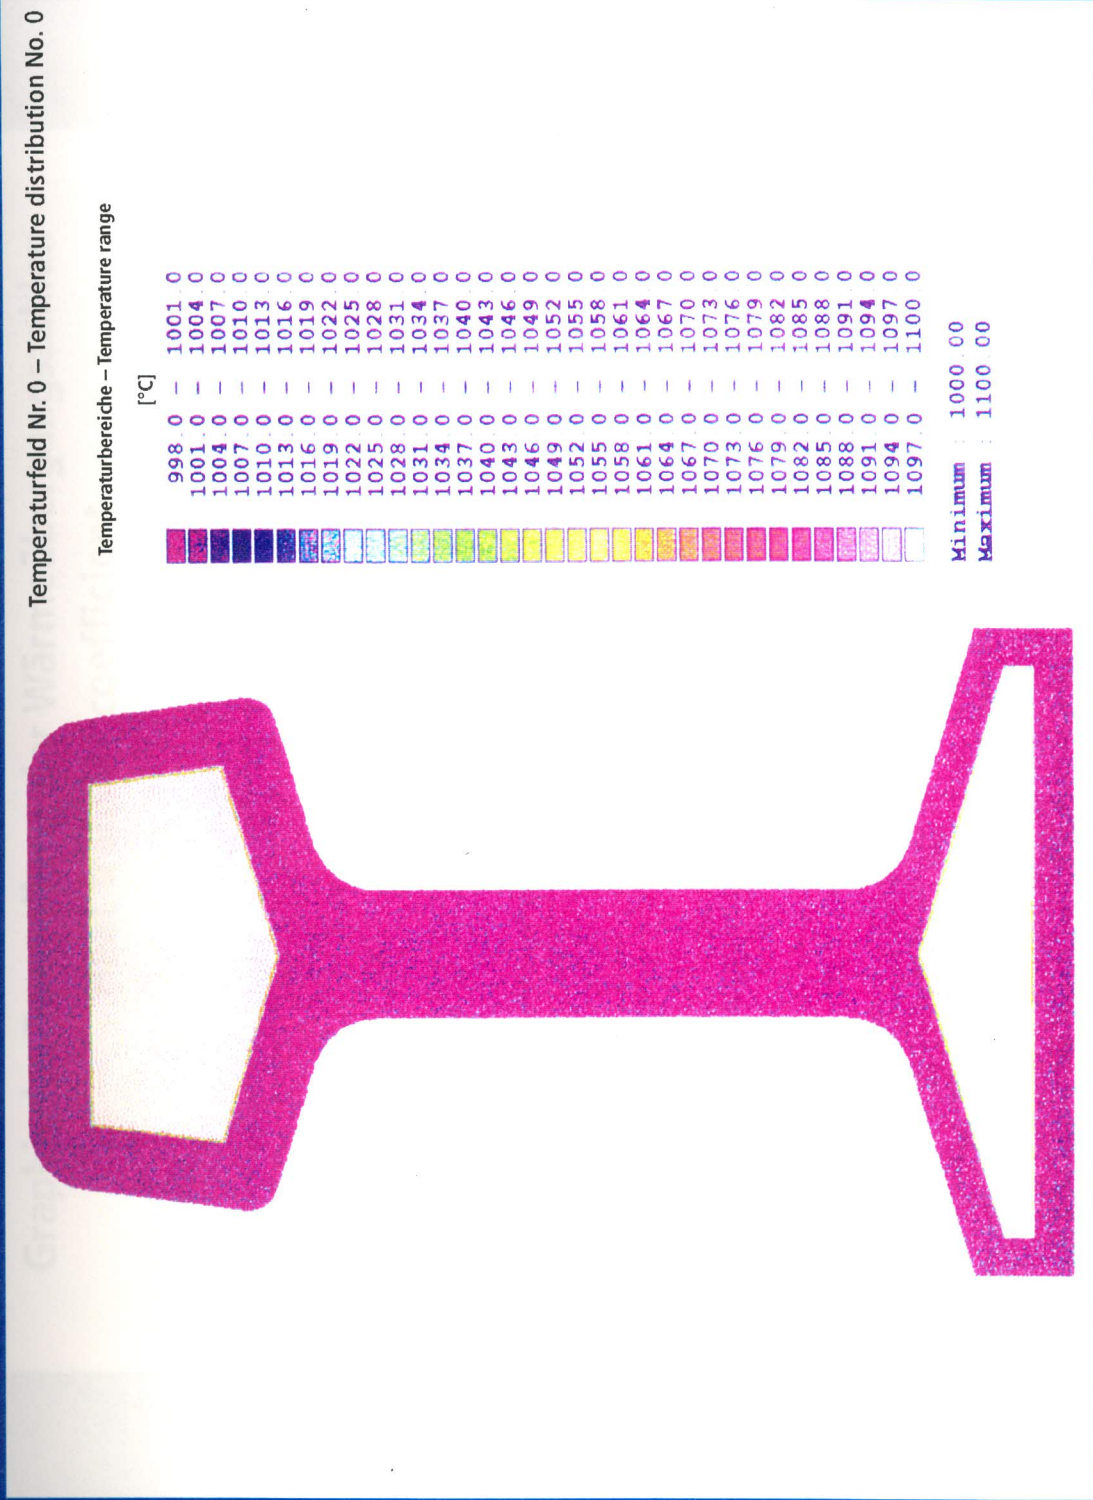 Temperaturfeld Nr. 0 – Temperature distribution No. 0
Temperaturbereiche – Temperature range
[°C]
998.0 – 1001.0
1001.0 – 1004.0
1004.0 – 1007.0
1007.0 – 1010.0
1010.0 – 1013.0
1013.0 – 1016.0
1016.0 – 1019.0
1019.0 – 1022.0
1022.0 – 1025.0
1025.0 – 1028.0
1028.0 – 1031.0
1031.0 – 1034.0
1034.0 – 1037.0
1037.0 – 1040.0
1040.0 – 1043.0
1043.0 – 1046.0
1046.0 – 1049.0
1049.0 – 1052.0
1052.0 – 1055.0
1055.0 – 1058.0
1058.0 – 1061.0
1061.0 – 1064.0
1064.0 – 1067.0
1067.0 – 1070.0
1070.0 – 1073.0
1073.0 – 1076.0
1076.0 – 1079.0
1079.0 – 1082.0
1082.0 – 1085.0
1085.0 – 1088.0
1088.0 – 1091.0
1091.0 – 1094.0
1094.0 – 1097.0
1097.0 – 1100.0
Minimum : 1000.00
Maximum : 1100.00